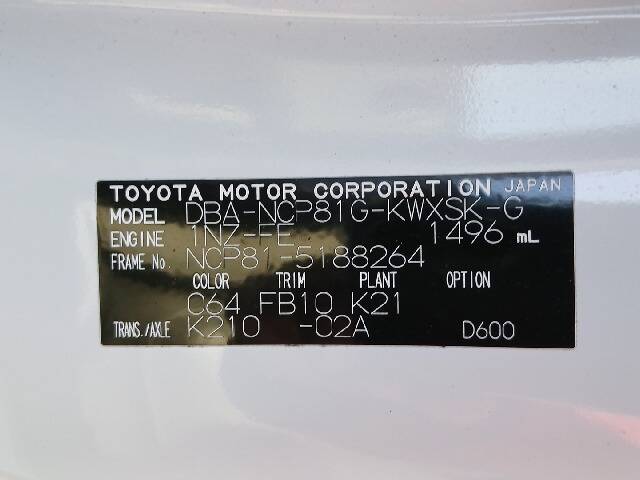 TOYOTA MOTOR CORPORATION JAPAN
MODEL DBA-NCP81G-KWXSK-G
ENGINE 1NZ-FE 1496 mL
FRAME No. NCP81-5188264
COLOR TRIM PLANT OPTION
C64 FB10 K21
TRANS./AXLE K210 -02A D600